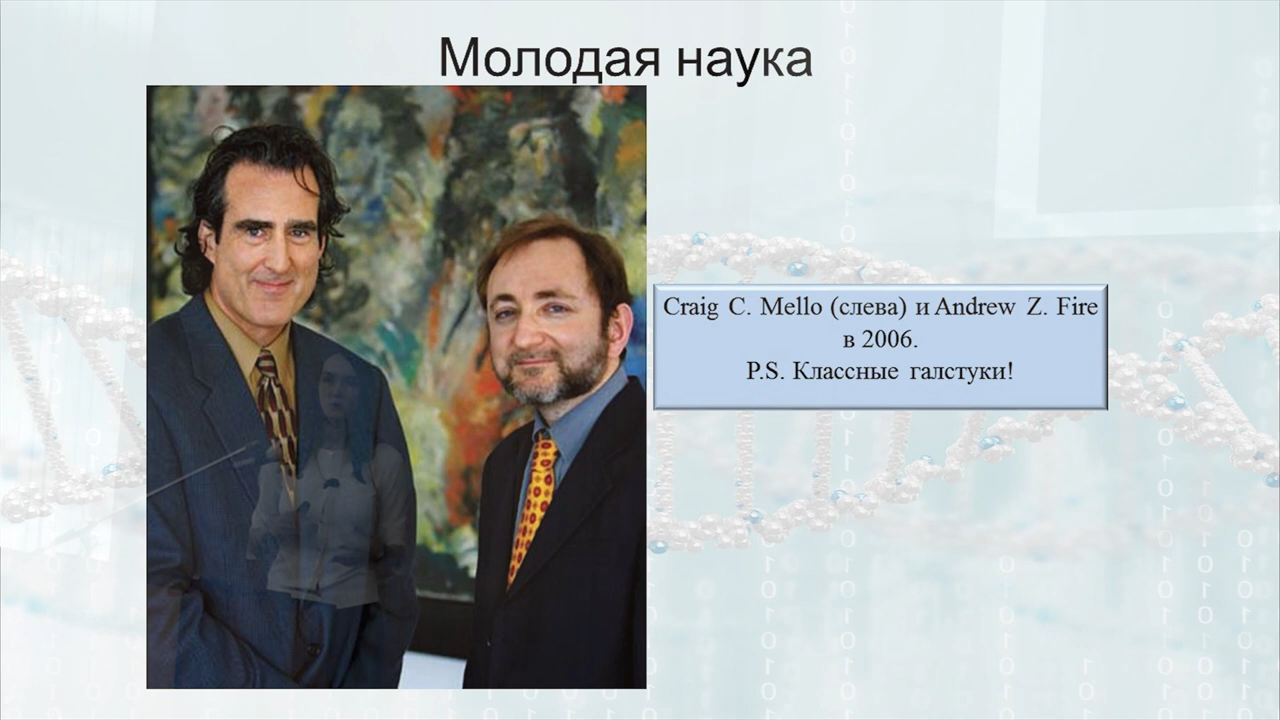 Молодая наука
Craig C. Mello (слева) и Andrew Z. Fire
в 2006.
P.S. Классные галстуки!